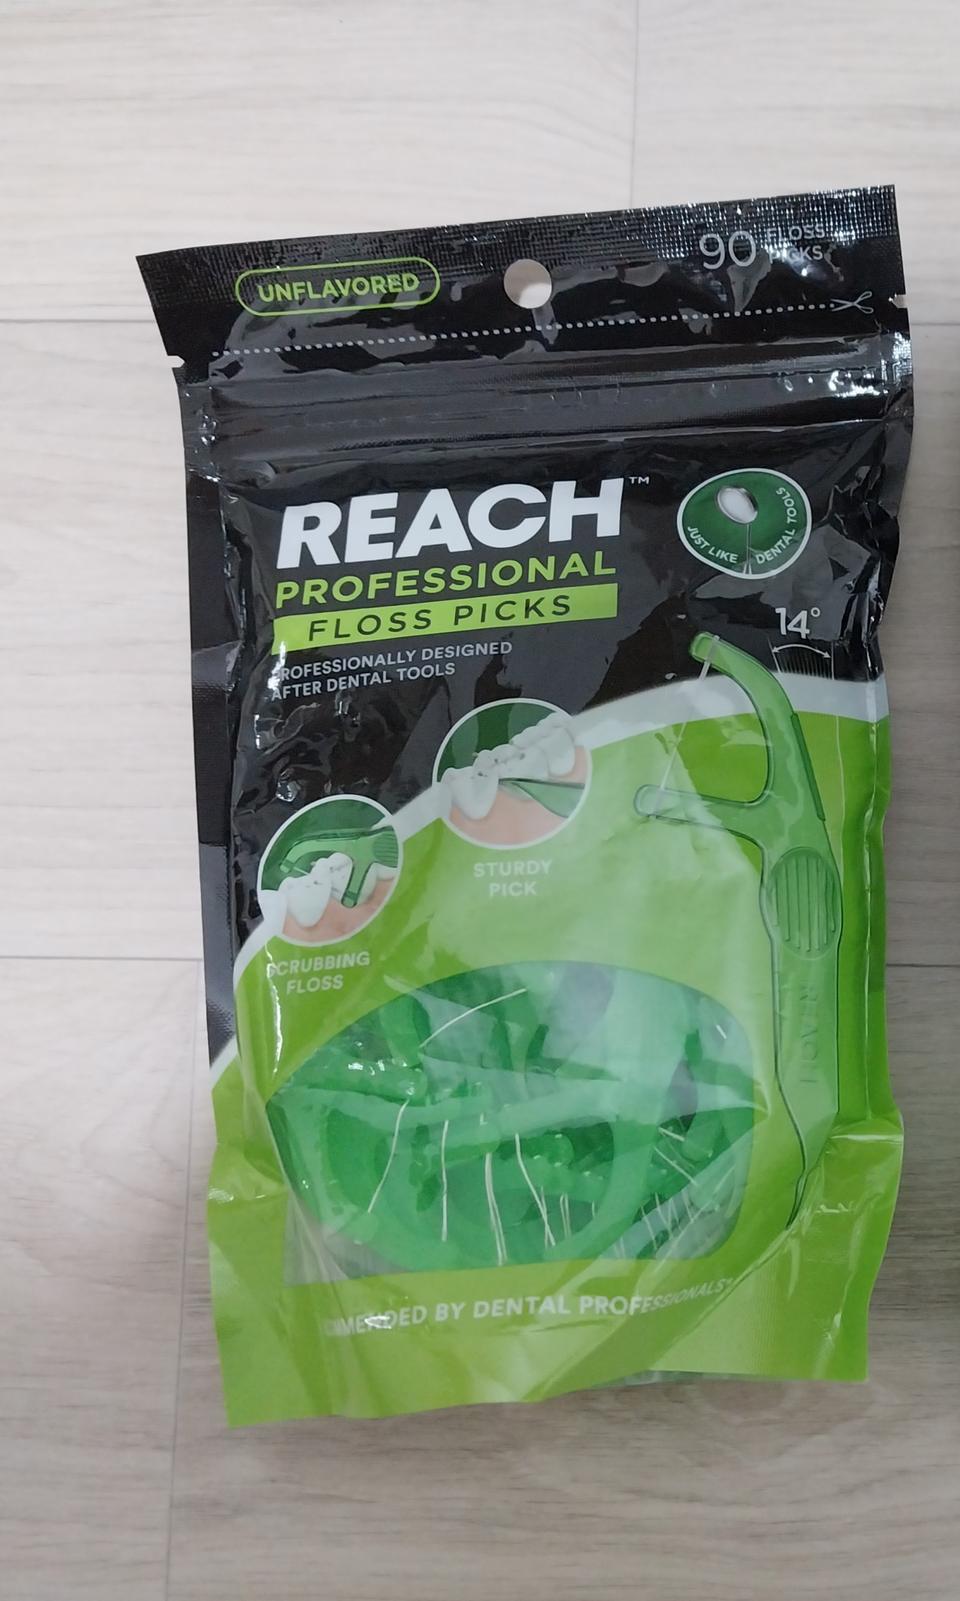 UNFLAVORED
90 FLOSS
PICKS
REACH™
JUST LIKE DENTAL TOOLS
PROFESSIONAL
FLOSS PICKS
PROFESSIONALLY DESIGNED
AFTER DENTAL TOOLS
14°
STURDY
PICK
SCRUBBING
FLOSS
REACH
BY DENTAL PROFESSIONALS*